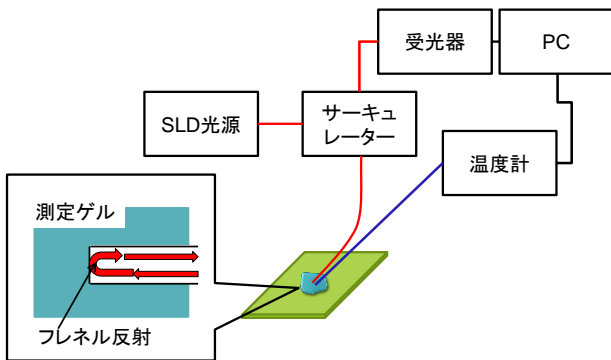 受光器
PC
SLD光源
サーキュ
レーター
温度計
測定ゲル
フレネル反射